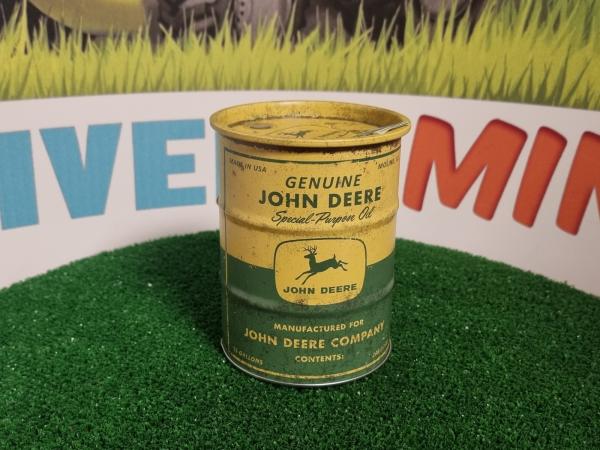 IVE MIN
MADE IN USA
GENUINE
JOHN DEERE
Special-Purpose Oil
JOHN DEERE
MANUFACTURED FOR
JOHN DEERE COMPANY
GALLONS
CONTENTS: